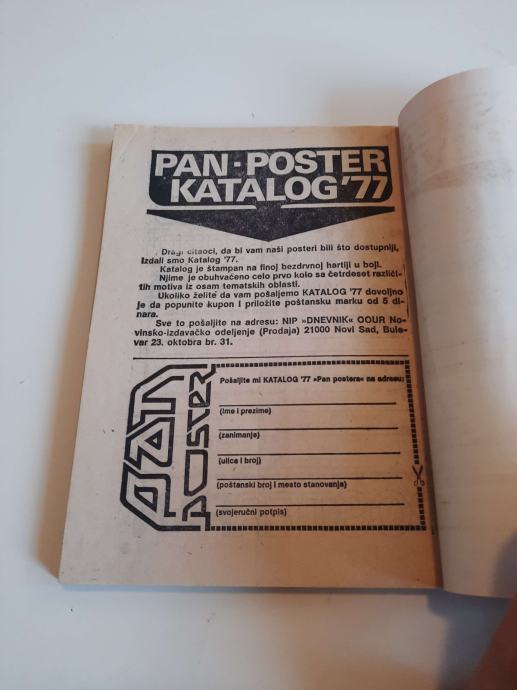 PAN-POSTER
KATALOG '77
Dragi čitaoci, da bi vam naši posteri bili što dostupniji,
izdali smo Katalog '77.
Katalog je štampan na finoj bezdrvnoj hartiji u boji.
Njime je obuhvaćeno celo prvo kolo sa četrdeset različi-
tih motiva iz osam tematskih oblasti.
Ukoliko želite da vam pošaljemo KATALOG '77 dovoljno
je da popunite kupon i priložite poštansku marku od 5 di-
nara.
Sve to pošaljite na adresu: NIP »DNEVNIK« OOUR No-
vinsko-izdavačko odeljenje (Prodaja) 21000 Novi Sad, Bule-
var 23. oktobra br. 31.
pan
poster
Pošaljite mi KATALOG '77 »Pan postera« na adresu:
(ime i prezime)
(zanimanje)
(ulica i broj)
(poštanski broj i mesto stanovanja)
(svojeručni potpis)